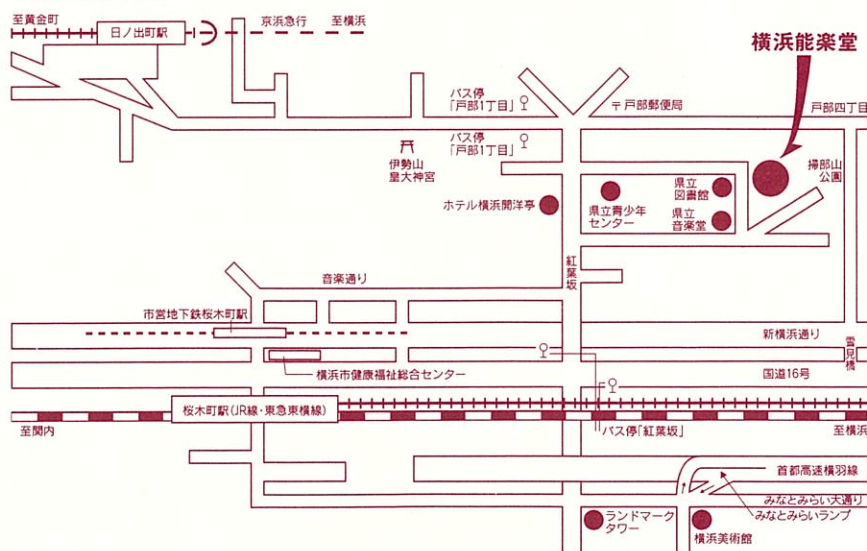 至黄金町
日ノ出町駅
京浜急行
至横浜
横浜能楽堂
バス停
「戸部1丁目」
〒戸部郵便局
戸部四丁目
バス停
「戸部1丁目」
伊勢山
皇大神宮
掃部山
公園
県立
図書館
ホテル横浜開洋亭
県立青少年
センター
県立
音楽堂
紅葉坂
音楽通り
市営地下鉄桜木町駅
新横浜通り
雪見橋
横浜市健康福祉総合センター
国道16号
桜木町駅(JR線・東急東横線)
至関内
バス停「紅葉坂」
至横浜
首都高速横羽線
みなとみらい大通り
みなとみらいランプ
ランドマーク
タワー
横浜美術館